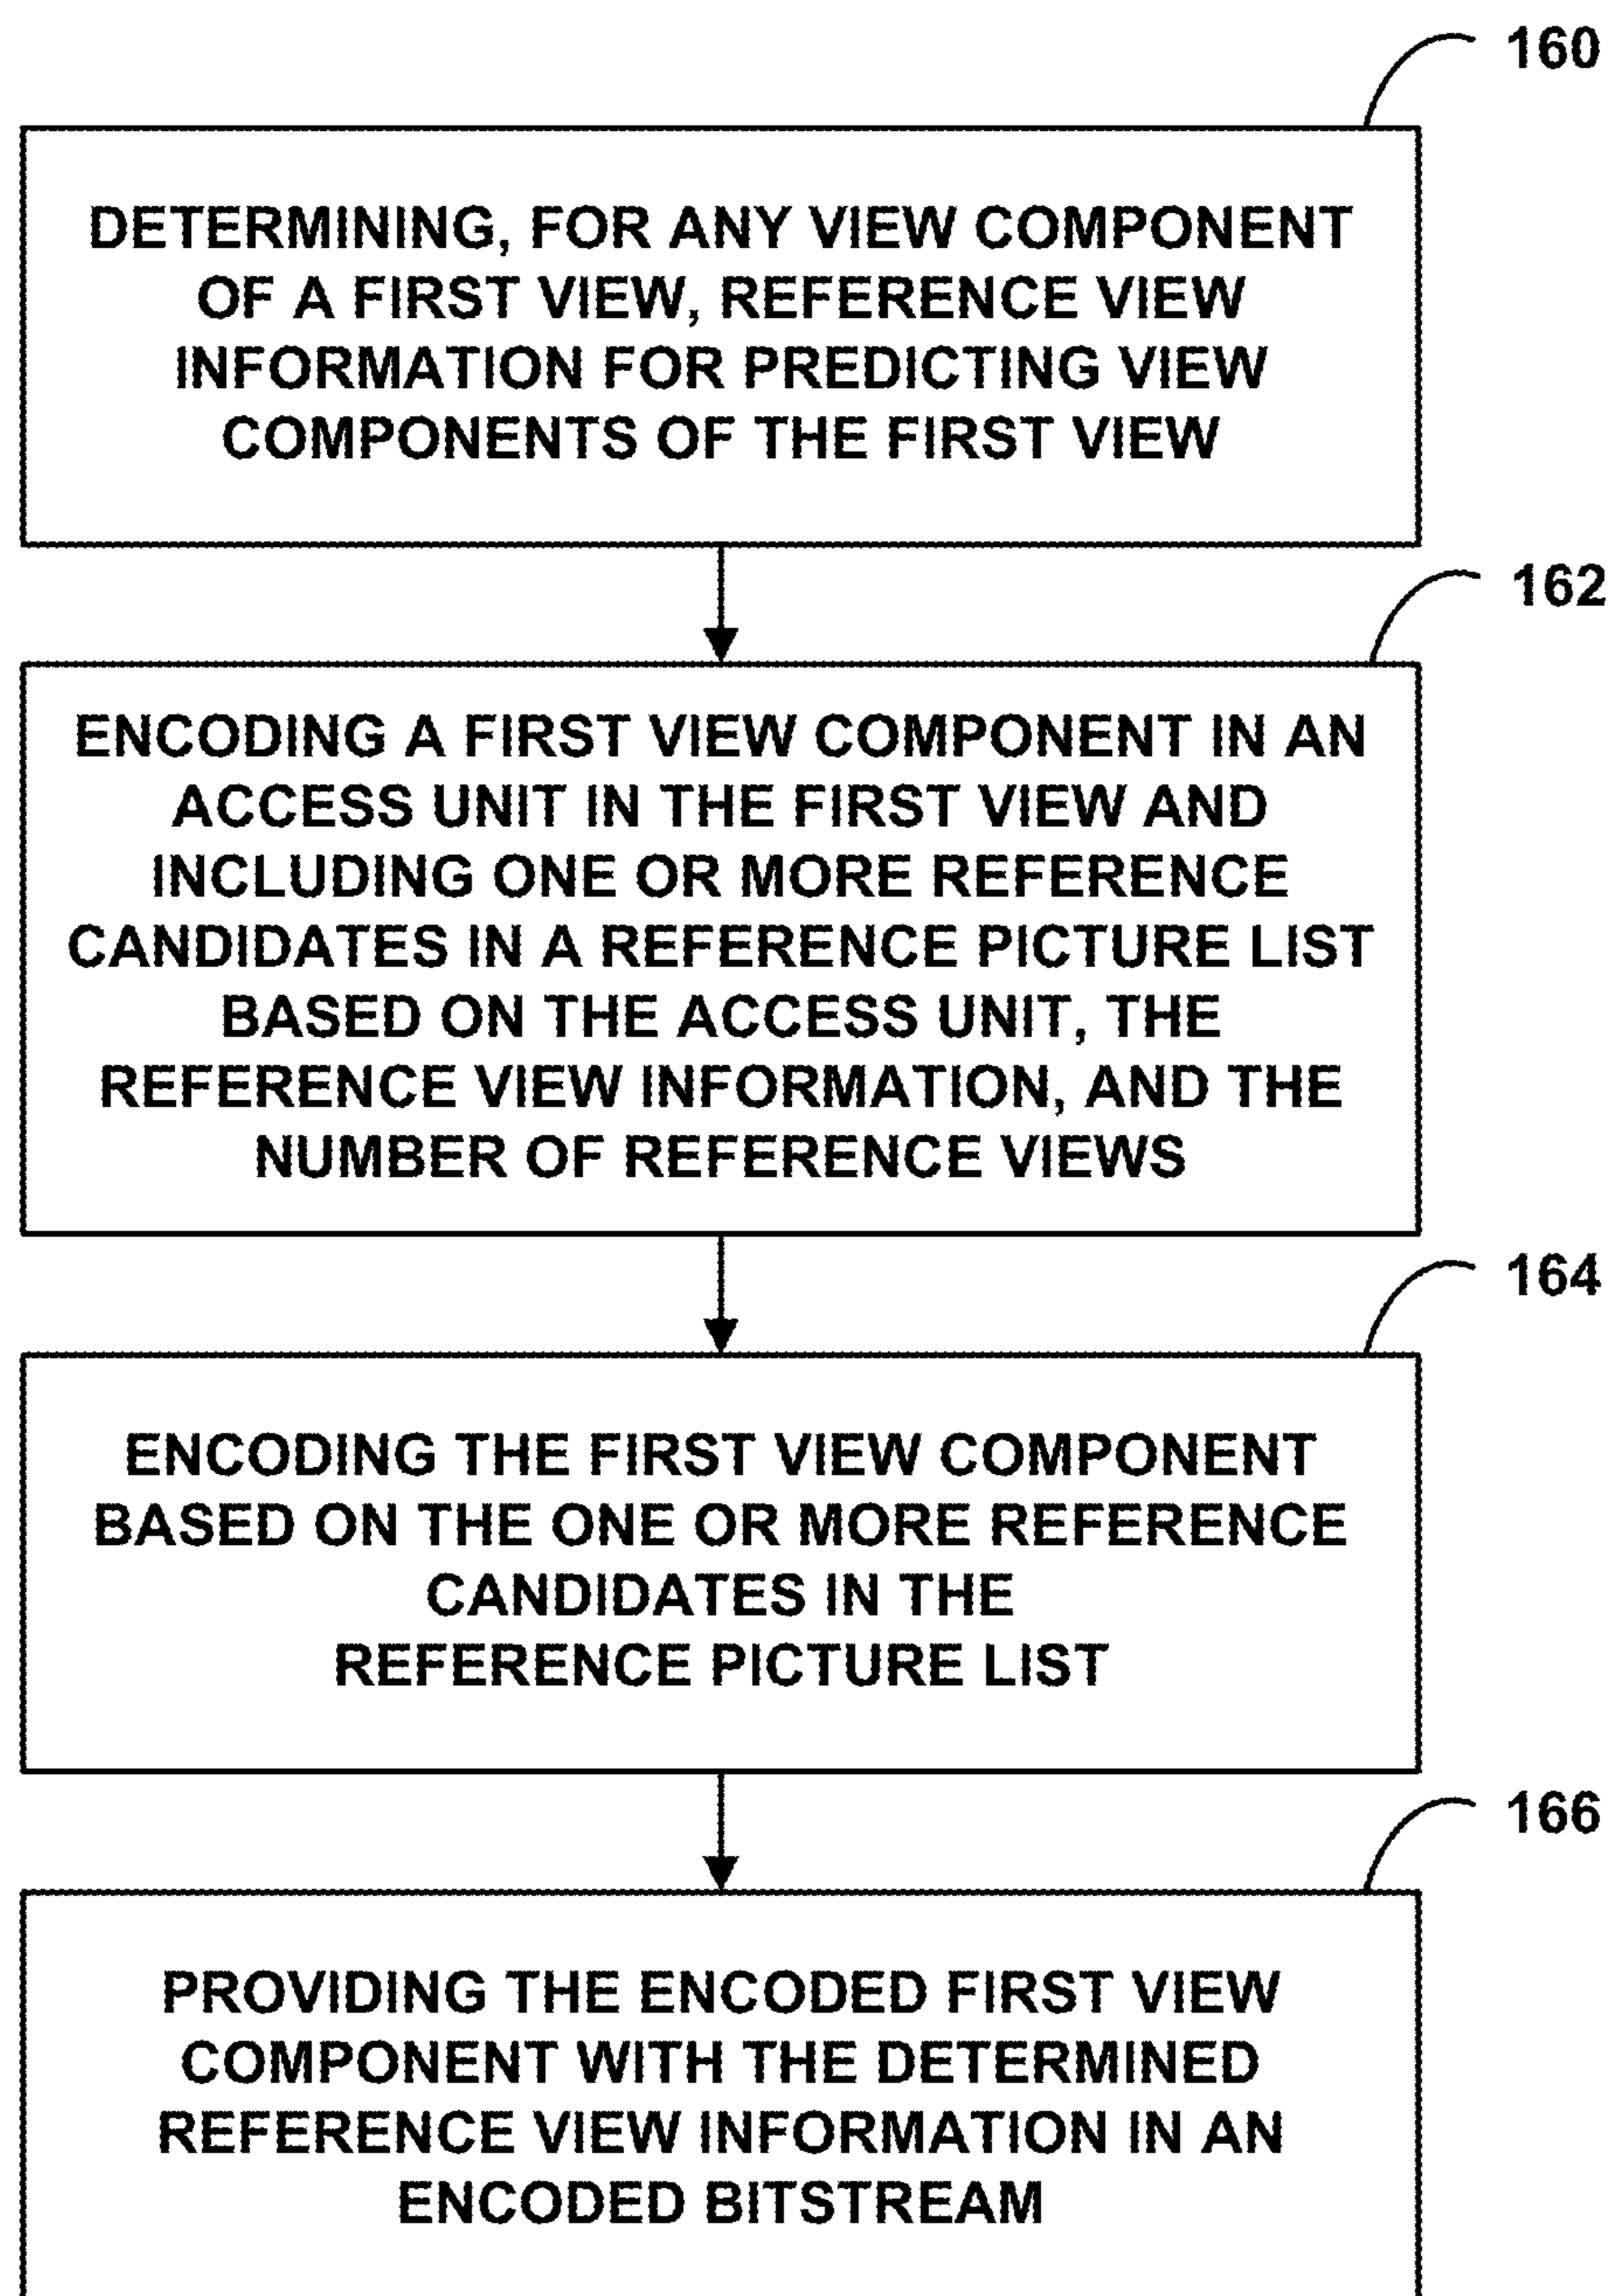 160
DETERMINING, FOR ANY VIEW COMPONENT
OF A FIRST VIEW, REFERENCE VIEW
INFORMATION FOR PREDICTING VIEW
COMPONENTS OF THE FIRST VIEW
162
ENCODING A FIRST VIEW COMPONENT IN AN
ACCESS UNIT IN THE FIRST VIEW AND
INCLUDING ONE OR MORE REFERENCE
CANDIDATES IN A REFERENCE PICTURE LIST
BASED ON THE ACCESS UNIT, THE
REFERENCE VIEW INFORMATION, AND THE
NUMBER OF REFERENCE VIEWS
164
ENCODING THE FIRST VIEW COMPONENT
BASED ON THE ONE OR MORE REFERENCE
CANDIDATES IN THE
REFERENCE PICTURE LIST
166
PROVIDING THE ENCODED FIRST VIEW
COMPONENT WITH THE DETERMINED
REFERENCE VIEW INFORMATION IN AN
ENCODED BITSTREAM